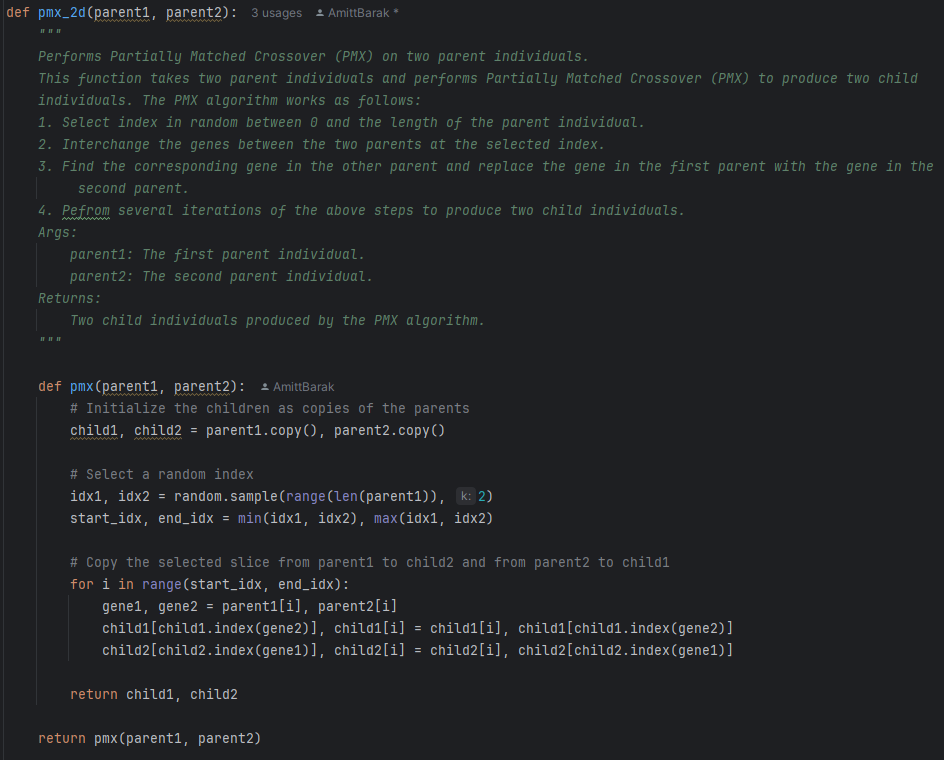 def pmx_2d(parent1, parent2): 3 usages AmittBarak *
"""
Performs Partially Matched Crossover (PMX) on two parent individuals.
This function takes two parent individuals and performs Partially Matched Crossover (PMX) to produce two child
individuals. The PMX algorithm works as follows:
1. Select index in random between 0 and the length of the parent individual.
2. Interchange the genes between the two parents at the selected index.
3. Find the corresponding gene in the other parent and replace the gene in the first parent with the gene in the
second parent.
4. Pefrom several iterations of the above steps to produce two child individuals.
Args:
parent1: The first parent individual.
parent2: The second parent individual.
Returns:
Two child individuals produced by the PMX algorithm.
"""
def pmx(parent1, parent2): AmittBarak
# Initialize the children as copies of the parents
child1, child2 = parent1.copy(), parent2.copy()
# Select a random index
idx1, idx2 = random.sample(range(len(parent1)), k: 2)
start_idx, end_idx = min(idx1, idx2), max(idx1, idx2)
# Copy the selected slice from parent1 to child2 and from parent2 to child1
for i in range(start_idx, end_idx):
gene1, gene2 = parent1[i], parent2[i]
child1[child1.index(gene2)], child1[i] = child1[i], child1[child1.index(gene2)]
child2[child2.index(gene1)], child2[i] = child2[i], child2[child2.index(gene1)]
return child1, child2
return pmx(parent1, parent2)